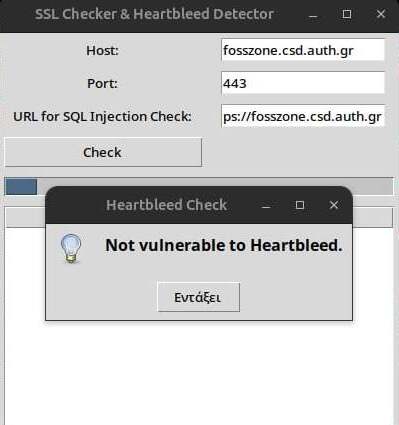 SSL Checker & Heartbleed Detector
Host: fosszone.csd.auth.gr
Port: 443
URL for SQL Injection Check: ps://fosszone.csd.auth.gr
Check
Heartbleed Check
Not vulnerable to Heartbleed.
Εντάξει